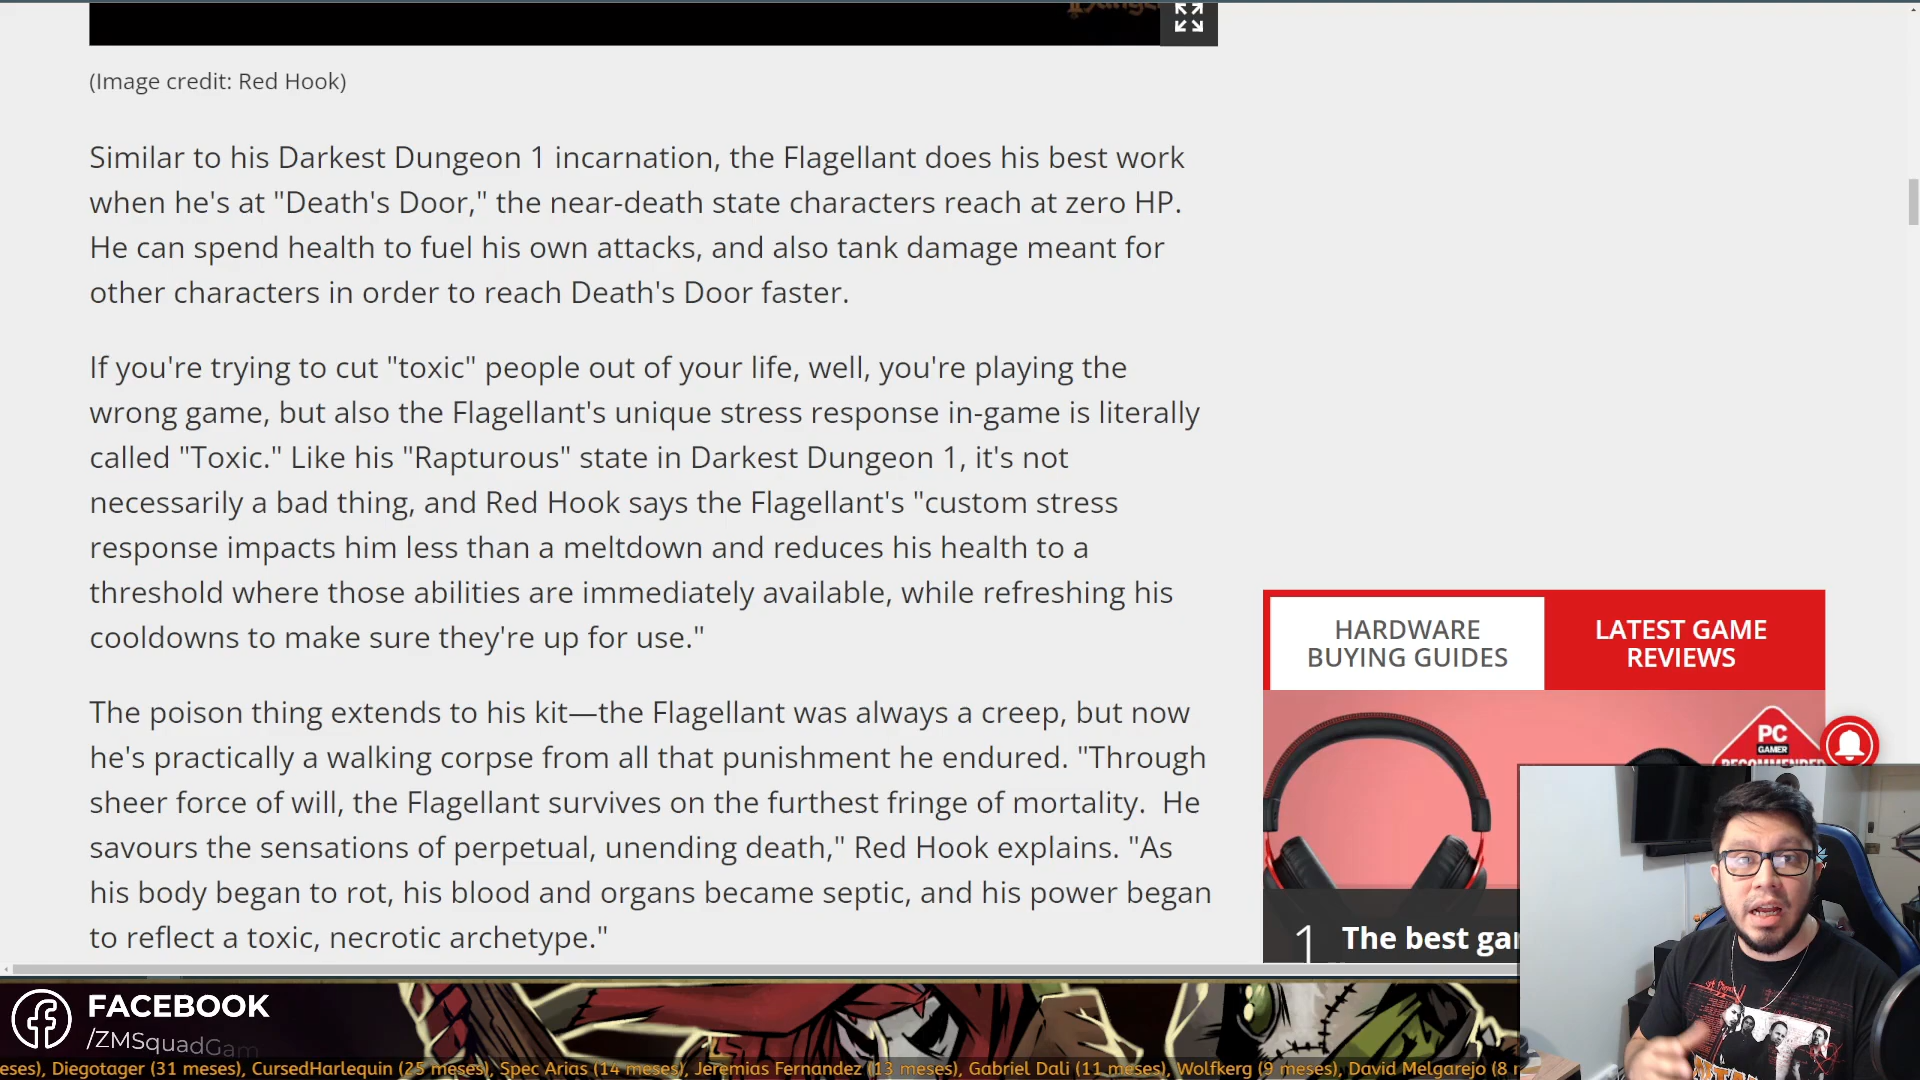 (Image credit: Red Hook)
Similar to his Darkest Dungeon 1 incarnation, the Flagellant does his best work
when he's at "Death's Door," the near-death state characters reach at zero HP.
He can spend health to fuel his own attacks, and also tank damage meant for
other characters in order to reach Death's Door faster.
If you're trying to cut "toxic" people out of your life, well, you're playing the
wrong game, but also the Flagellant's unique stress response in-game is literally
called "Toxic." Like his "Rapturous" state in Darkest Dungeon 1, it's not
necessarily a bad thing, and Red Hook says the Flagellant's "custom stress
response impacts him less than a meltdown and reduces his health to a
threshold where those abilities are immediately available, while refreshing his
cooldowns to make sure they're up for use."
The poison thing extends to his kit—the Flagellant was always a creep, but now
he's practically a walking corpse from all that punishment he endured. "Through
sheer force of will, the Flagellant survives on the furthest fringe of mortality. He
savours the sensations of perpetual, unending death," Red Hook explains. "As
his body began to rot, his blood and organs became septic, and his power began
to reflect a toxic, necrotic archetype."
HARDWARE
BUYING GUIDES
LATEST GAME
REVIEWS
PC
GAMER
RECOMMENDED
1 The best gar
FACEBOOK
/ZMSquadGam
eses), Diegotager (31 meses), CursedHarlequin (25 meses), Spec Arias (14 meses), Jeremias Fernandez (13 meses), Gabriel Dali (11 meses), Wolfkerg (9 meses), David Melgarejo (8 m